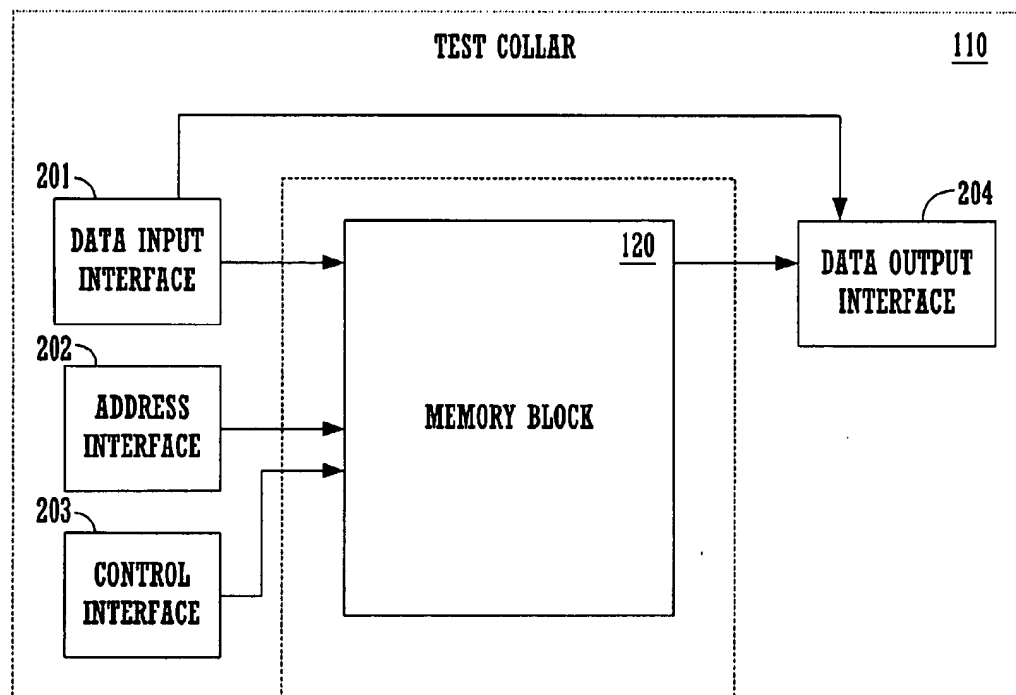 TEST COLLAR
110
201
DATA INPUT
INTERFACE
202
ADDRESS
INTERFACE
203
CONTROL
INTERFACE
120
MEMORY BLOCK
204
DATA OUTPUT
INTERFACE